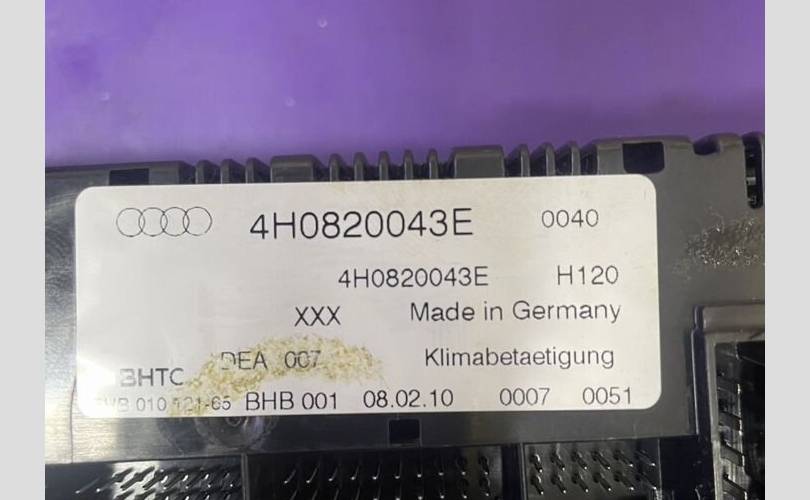 4H0820043E 0040
4H0820043E H120
XXX Made in Germany
DEA 007 Klimabetaetigung
BHTC
BHB 001 08.02.10 0007 0051